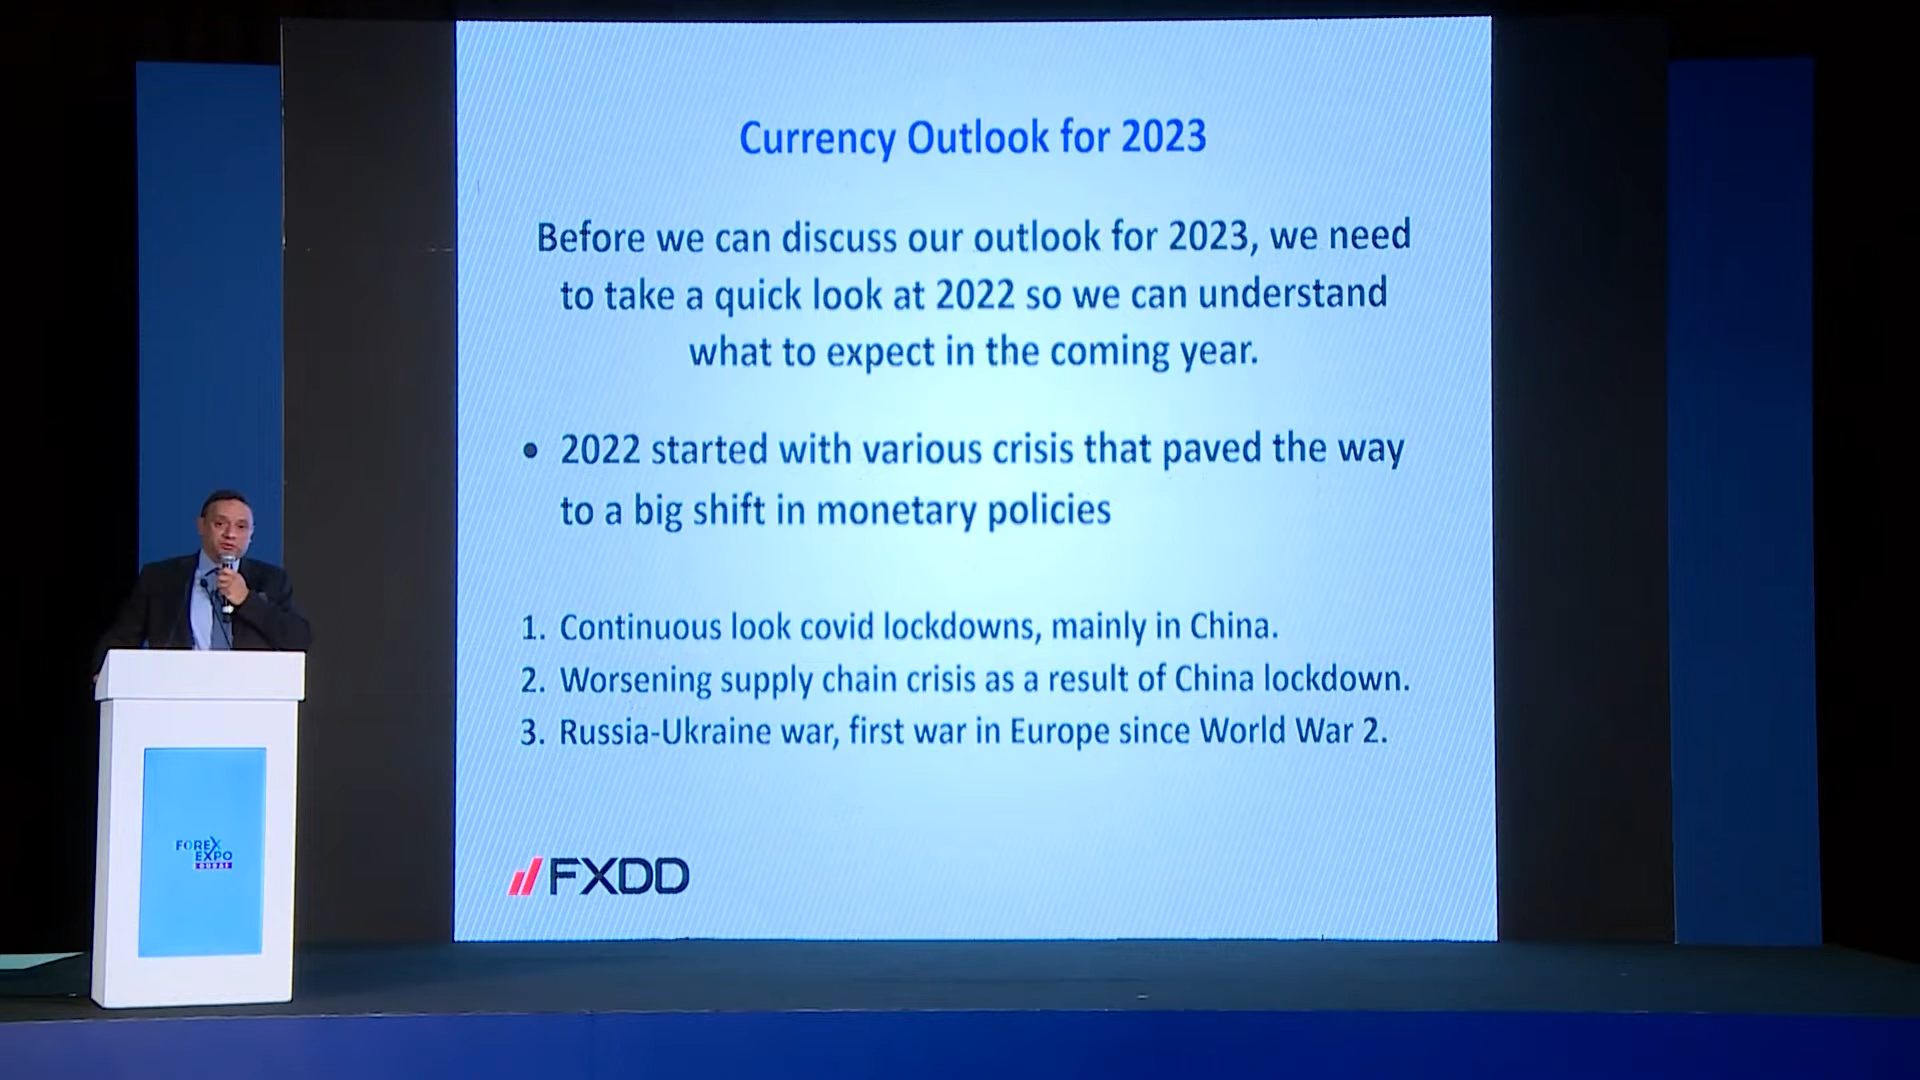 Currency Outlook for 2023
Before we can discuss our outlook for 2023, we need
to take a quick look at 2022 so we can understand
what to expect in the coming year.
• 2022 started with various crisis that paved the way
to a big shift in monetary policies
1. Continuous look covid lockdowns, mainly in China.
2. Worsening supply chain crisis as a result of China lockdown.
3. Russia-Ukraine war, first war in Europe since World War 2.
FXDD
FOREX
EXPO
DUBAI